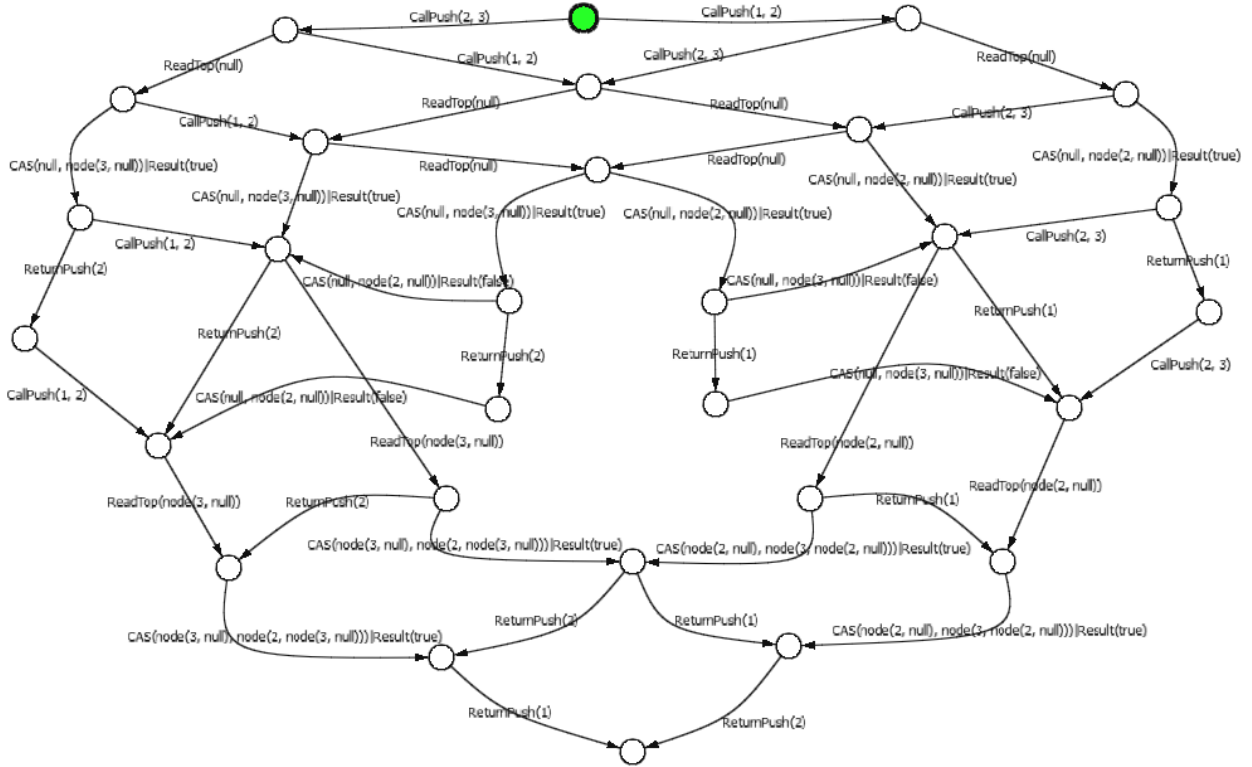 CallPush(2, 3)
CallPush(1, 2)
CallPush(1, 2)
CallPush(2, 3)
ReadTop(null)
ReadTop(null)
ReadTop(null)
ReadTop(null)
CallPush(1, 2)
CallPush(2, 3)
CAS(null, node(3, null))|Result(true)
ReadTop(null)
ReadTop(null)
CAS(null, node(2, null))|Result(true)
CAS(null, node(3, null))|Result(true)
CAS(null, node(2, null))|Result(true)
CAS(null, node(3, null))|Result(true)
CAS(null, node(2, null))|Result(true)
CallPush(1, 2)
CallPush(2, 3)
ReturnPush(2)
CAS(null, node(2, null))|Result(false)
CAS(null, node(3, null))|Result(false)
ReturnPush(1)
ReturnPush(2)
ReturnPush(1)
ReturnPush(2)
ReturnPush(1)
CallPush(2, 3)
CallPush(1, 2)
CAS(null, node(2, null))|Result(false)
CAS(null, node(3, null))|Result(false)
ReadTop(node(3, null))
ReadTop(node(2, null))
ReadTop(node(3, null))
ReturnPush(2)
ReturnPush(1)
ReadTop(node(2, null))
CAS(node(3, null), node(2, node(3, null)))|Result(true)
CAS(node(2, null), node(3, node(2, null)))|Result(true)
ReturnPush(2)
ReturnPush(1)
CAS(node(3, null), node(2, node(3, null)))|Result(true)
CAS(node(2, null), node(3, node(2, null)))|Result(true)
ReturnPush(1)
ReturnPush(2)